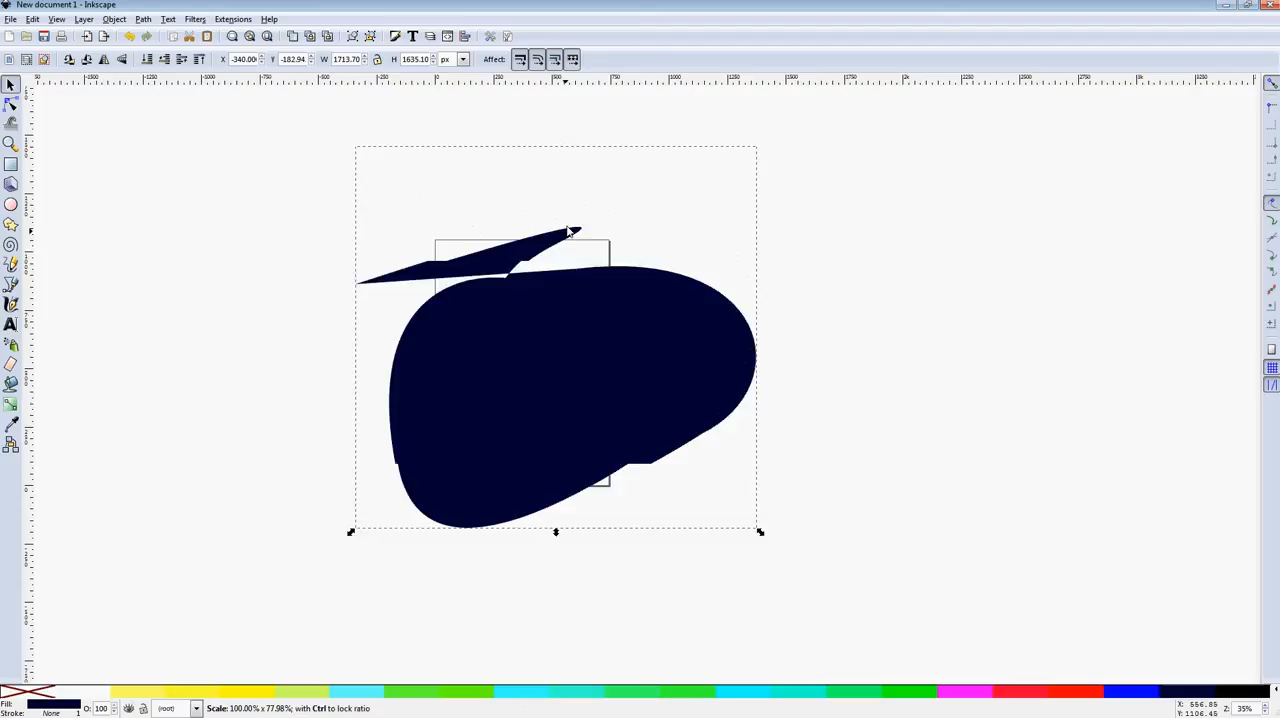 New document 1 - Inkscape
File Edit View Layer Object Path Text Filters Extensions Help
X -340.00 Y -182.94 W 1713.70 H 1635.10 px Affect:
Fill:
Stroke: None 1 O: 100 (root) Scale: 100.00% x 77.98%; with Ctrl to lock ratio
X: 556.85
Y: 1106.45
Z: 35%